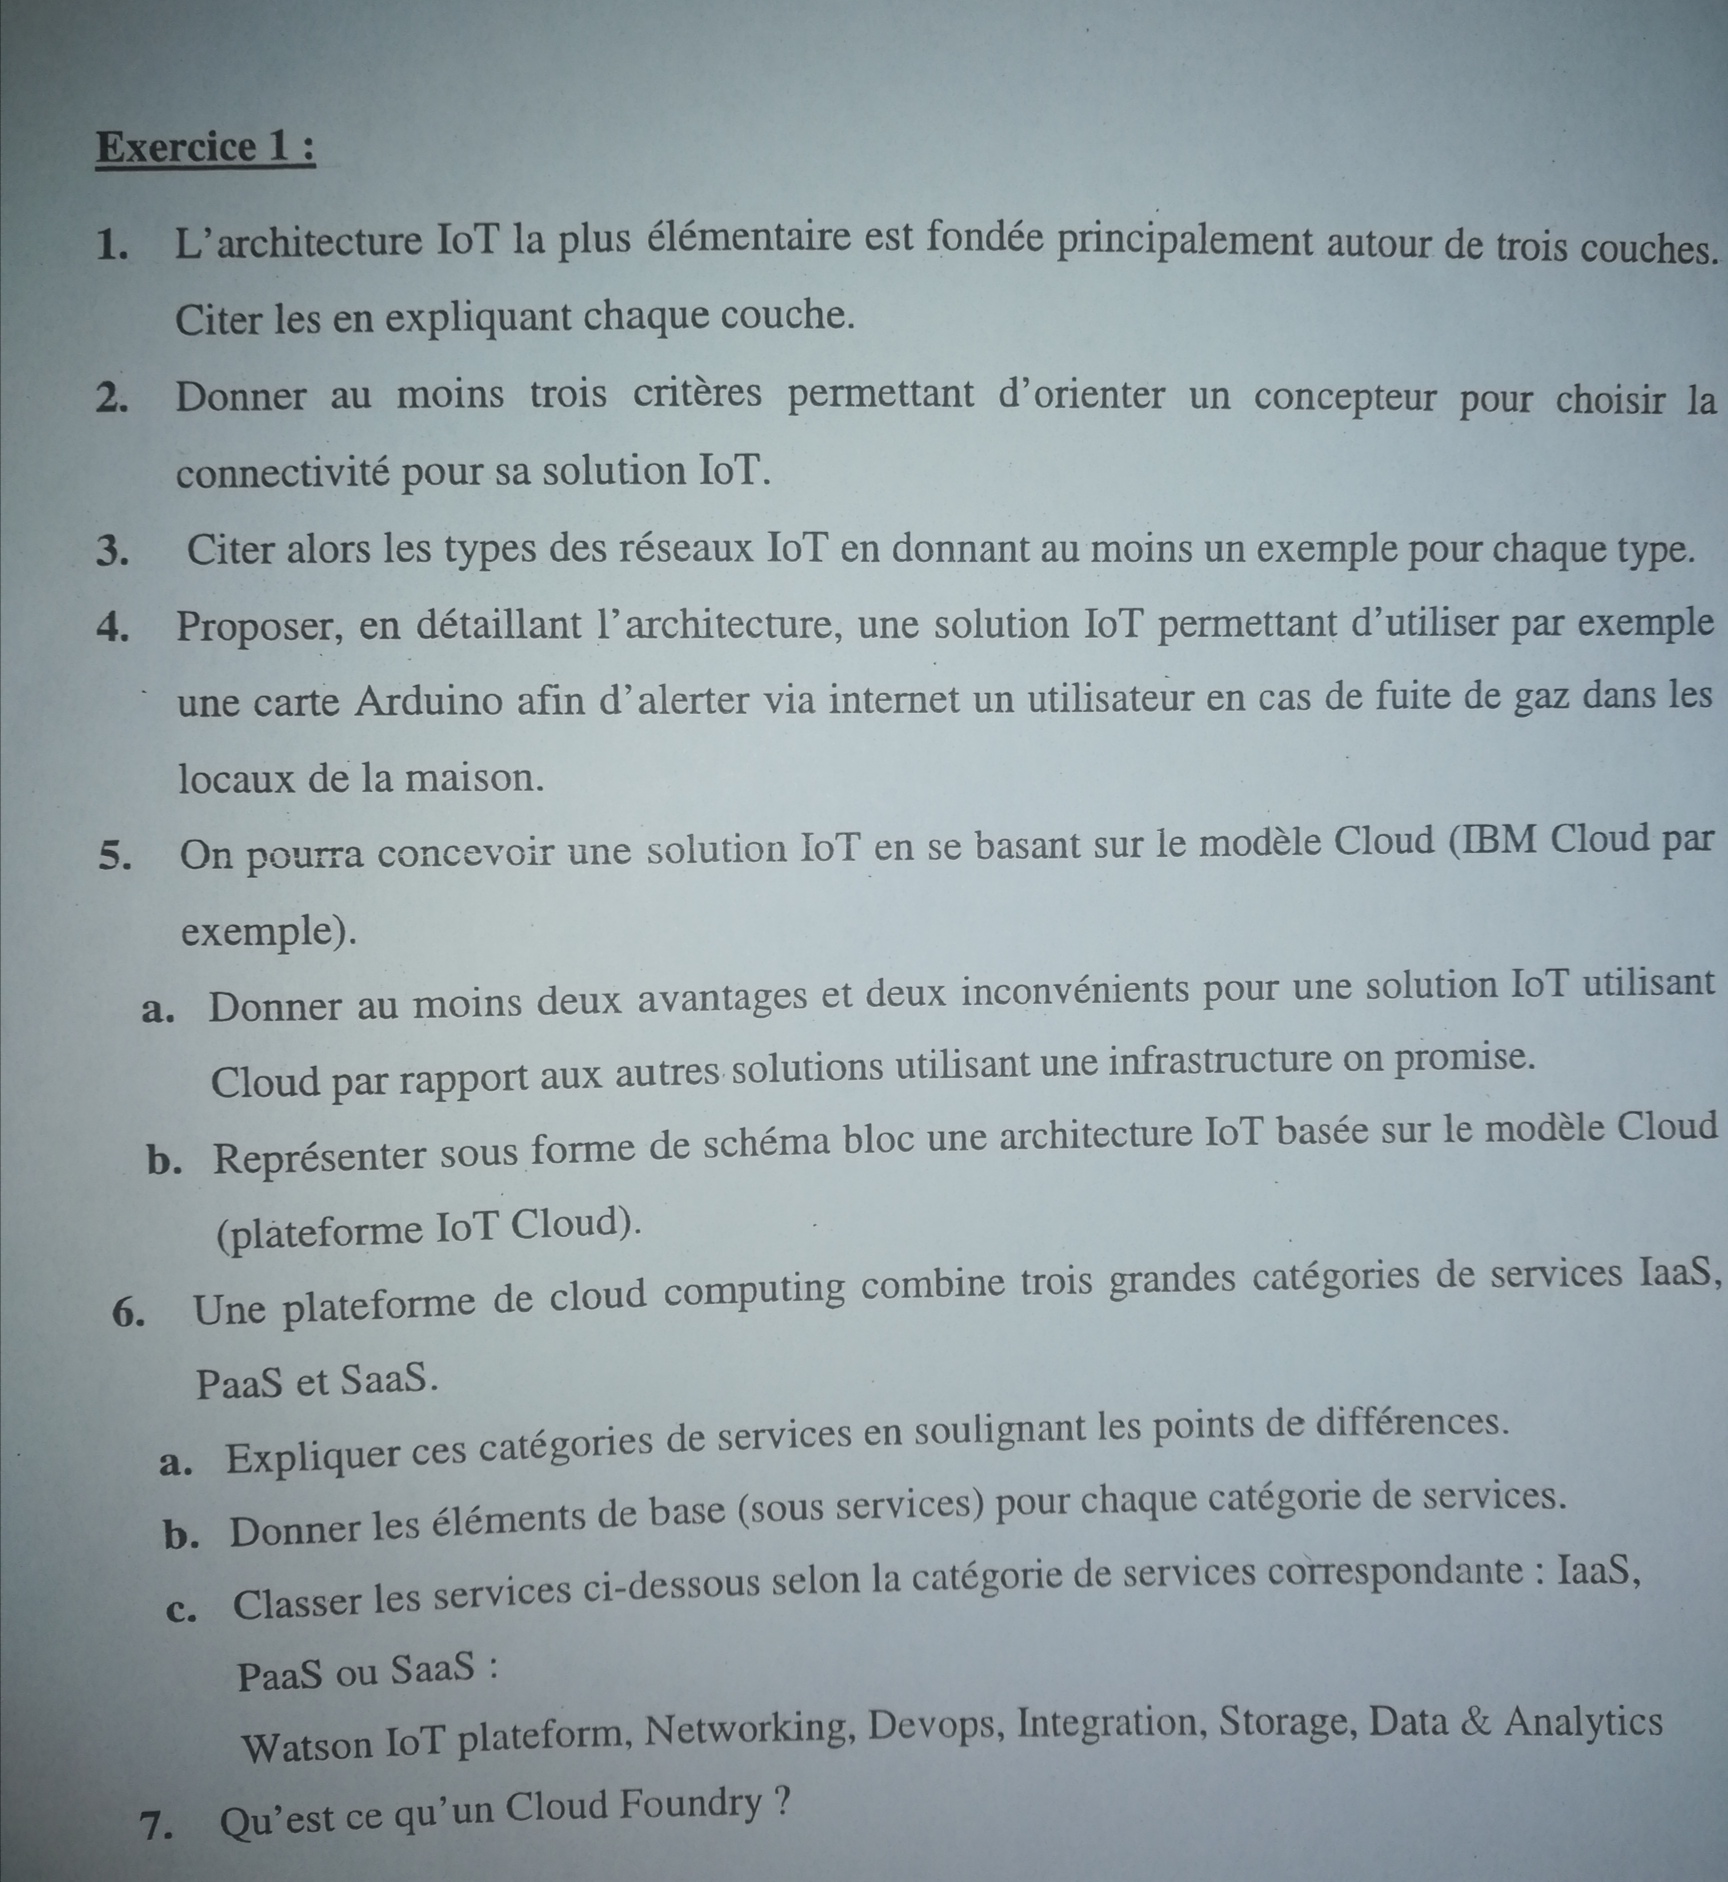 Exercice 1 :
1. L'architecture IoT la plus élémentaire est fondée principalement autour de trois couches.
Citer les en expliquant chaque couche.
2. Donner au moins trois critères permettant d'orienter un concepteur pour choisir la
connectivité pour sa solution IoT.
3. Citer alors les types des réseaux IoT en donnant au moins un exemple pour chaque type.
4. Proposer, en détaillant l'architecture, une solution IoT permettant d'utiliser par exemple
une carte Arduino afin d'alerter via internet un utilisateur en cas de fuite de gaz dans les
locaux de la maison.
5. On pourra concevoir une solution IoT en se basant sur le modèle Cloud (IBM Cloud par
exemple).
a. Donner au moins deux avantages et deux inconvénients pour une solution IoT utilisant
Cloud par rapport aux autres solutions utilisant une infrastructure on promise.
b. Représenter sous forme de schéma bloc une architecture IoT basée sur le modèle Cloud
(plateforme IoT Cloud).
6. Une plateforme de cloud computing combine trois grandes catégories de services IaaS,
PaaS et SaaS.
a. Expliquer ces catégories de services en soulignant les points de différences.
b. Donner les éléments de base (sous services) pour chaque catégorie de services.
c. Classer les services ci-dessous selon la catégorie de services correspondante : IaaS,
PaaS ou SaaS :
Watson IoT plateform, Networking, Devops, Integration, Storage, Data & Analytics
7. Qu'est ce qu'un Cloud Foundry ?